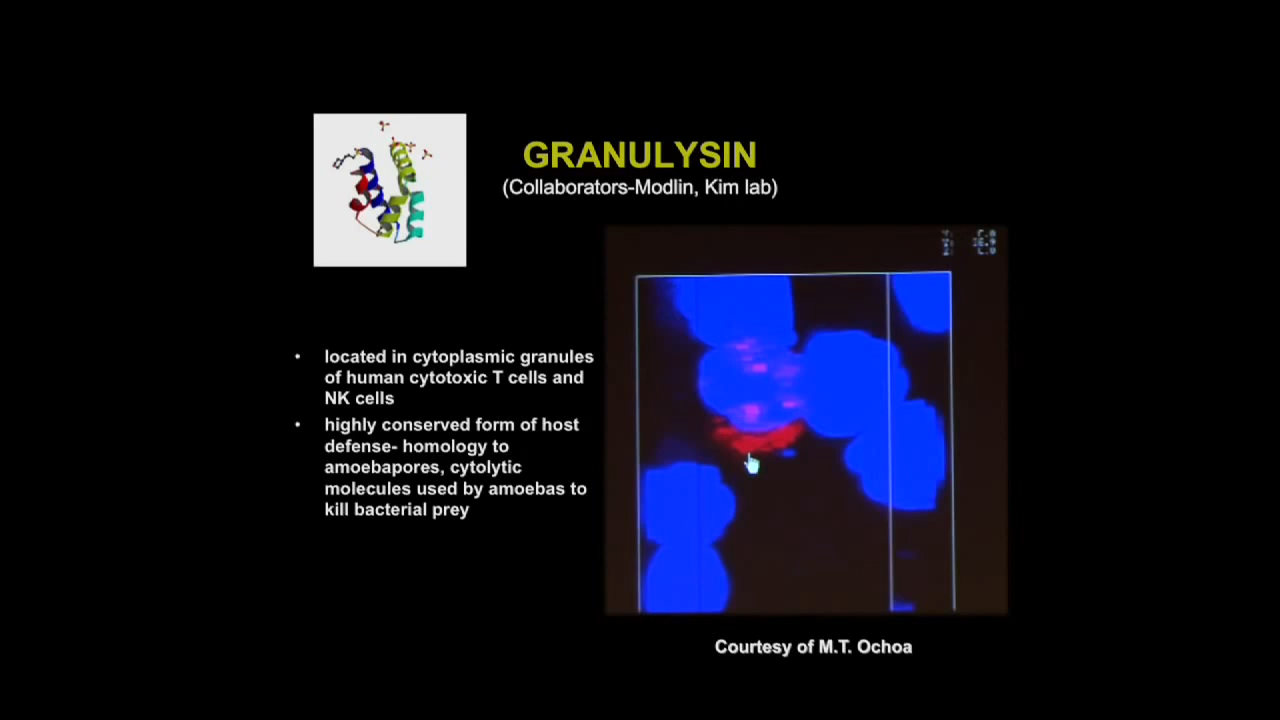 GRANULYSIN
(Collaborators-Modlin, Kim lab)
• located in cytoplasmic granules
of human cytotoxic T cells and
NK cells
• highly conserved form of host
defense- homology to
amoebapores, cytolytic
molecules used by amoebas to
kill bacterial prey
Courtesy of M.T. Ochoa